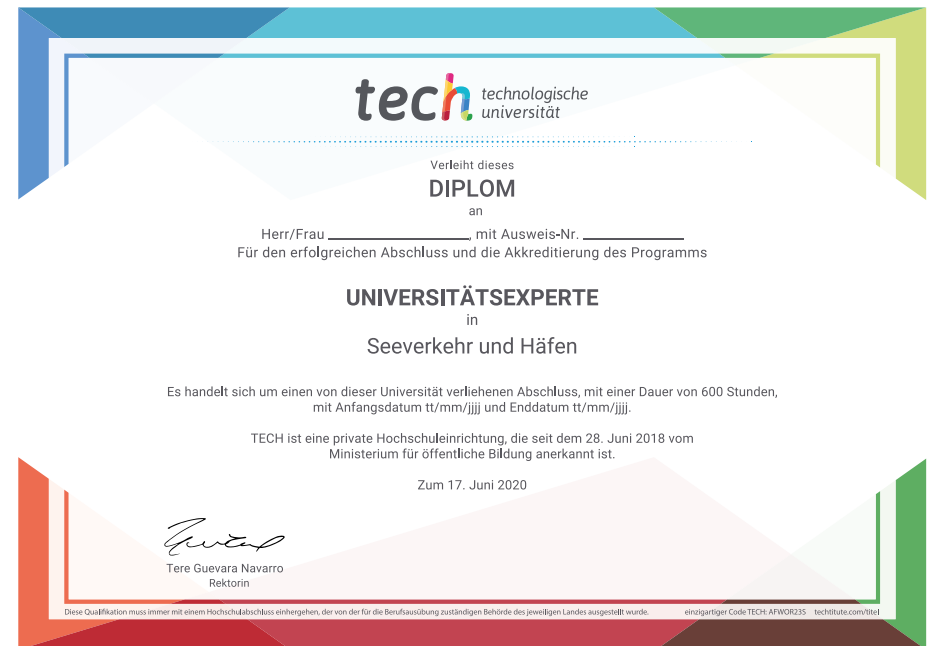 tech technologische
universität
Verleiht dieses
DIPLOM
an
Herr/Frau ____________, mit Ausweis-Nr. ____________
Für den erfolgreichen Abschluss und die Akkreditierung des Programms
UNIVERSITÄTSEXPERTE
in
Seeverkehr und Häfen
Es handelt sich um einen von dieser Universität verliehenen Abschluss, mit einer Dauer von 600 Stunden,
mit Anfangsdatum tt/mm/jjjj und Enddatum tt/mm/jjjj.
TECH ist eine private Hochschuleinrichtung, die seit dem 28. Juni 2018 vom
Ministerium für öffentliche Bildung anerkannt ist.
Zum 17. Juni 2020
Tere Guevara Navarro
Rektorin
Diese Qualifikation muss immer mit einem Hochschulabschluss einhergehen, der von der für die Berufsausübung zuständigen Behörde des jeweiligen Landes ausgestellt wurde. einzigartiger Code TECH: AFWOR23S techtitute.com/titel